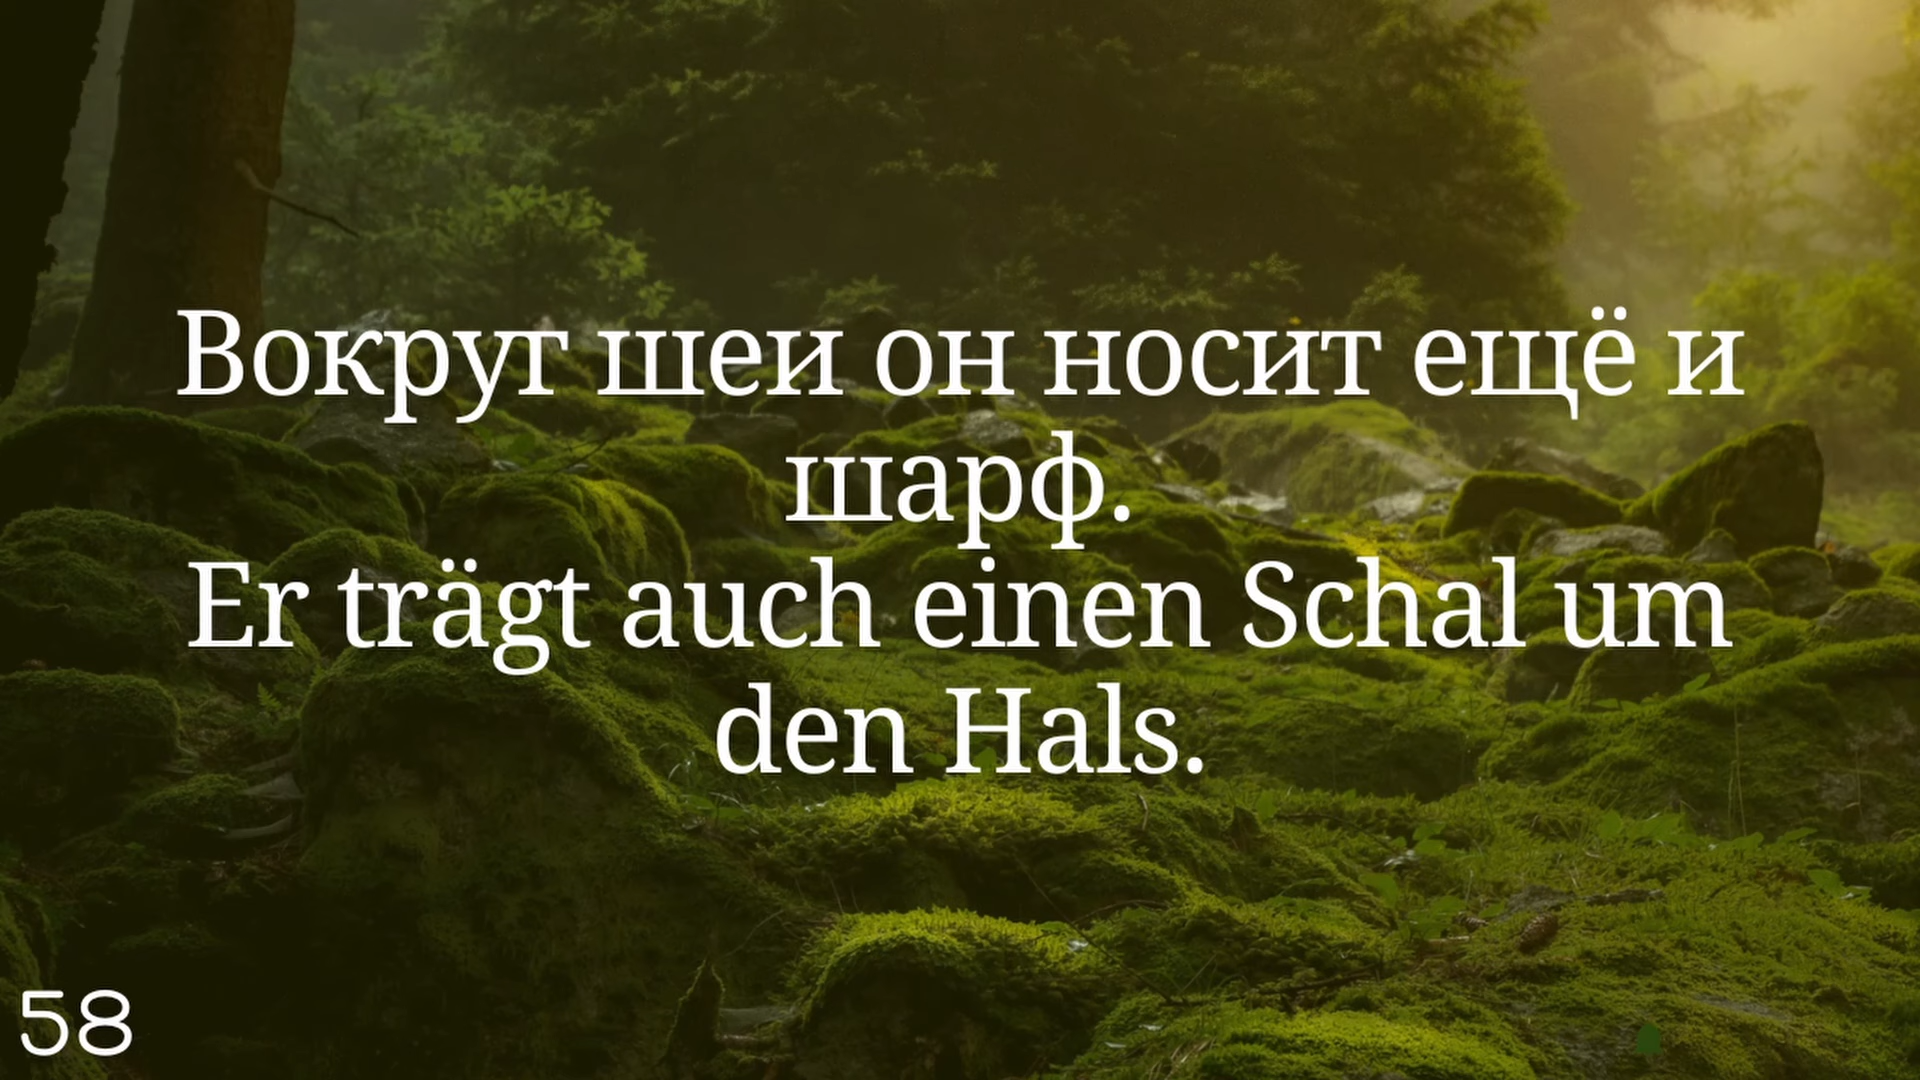 Вокруг шеи он носит ещё и
шарф.
Er trägt auch einen Schal um
den Hals.
58